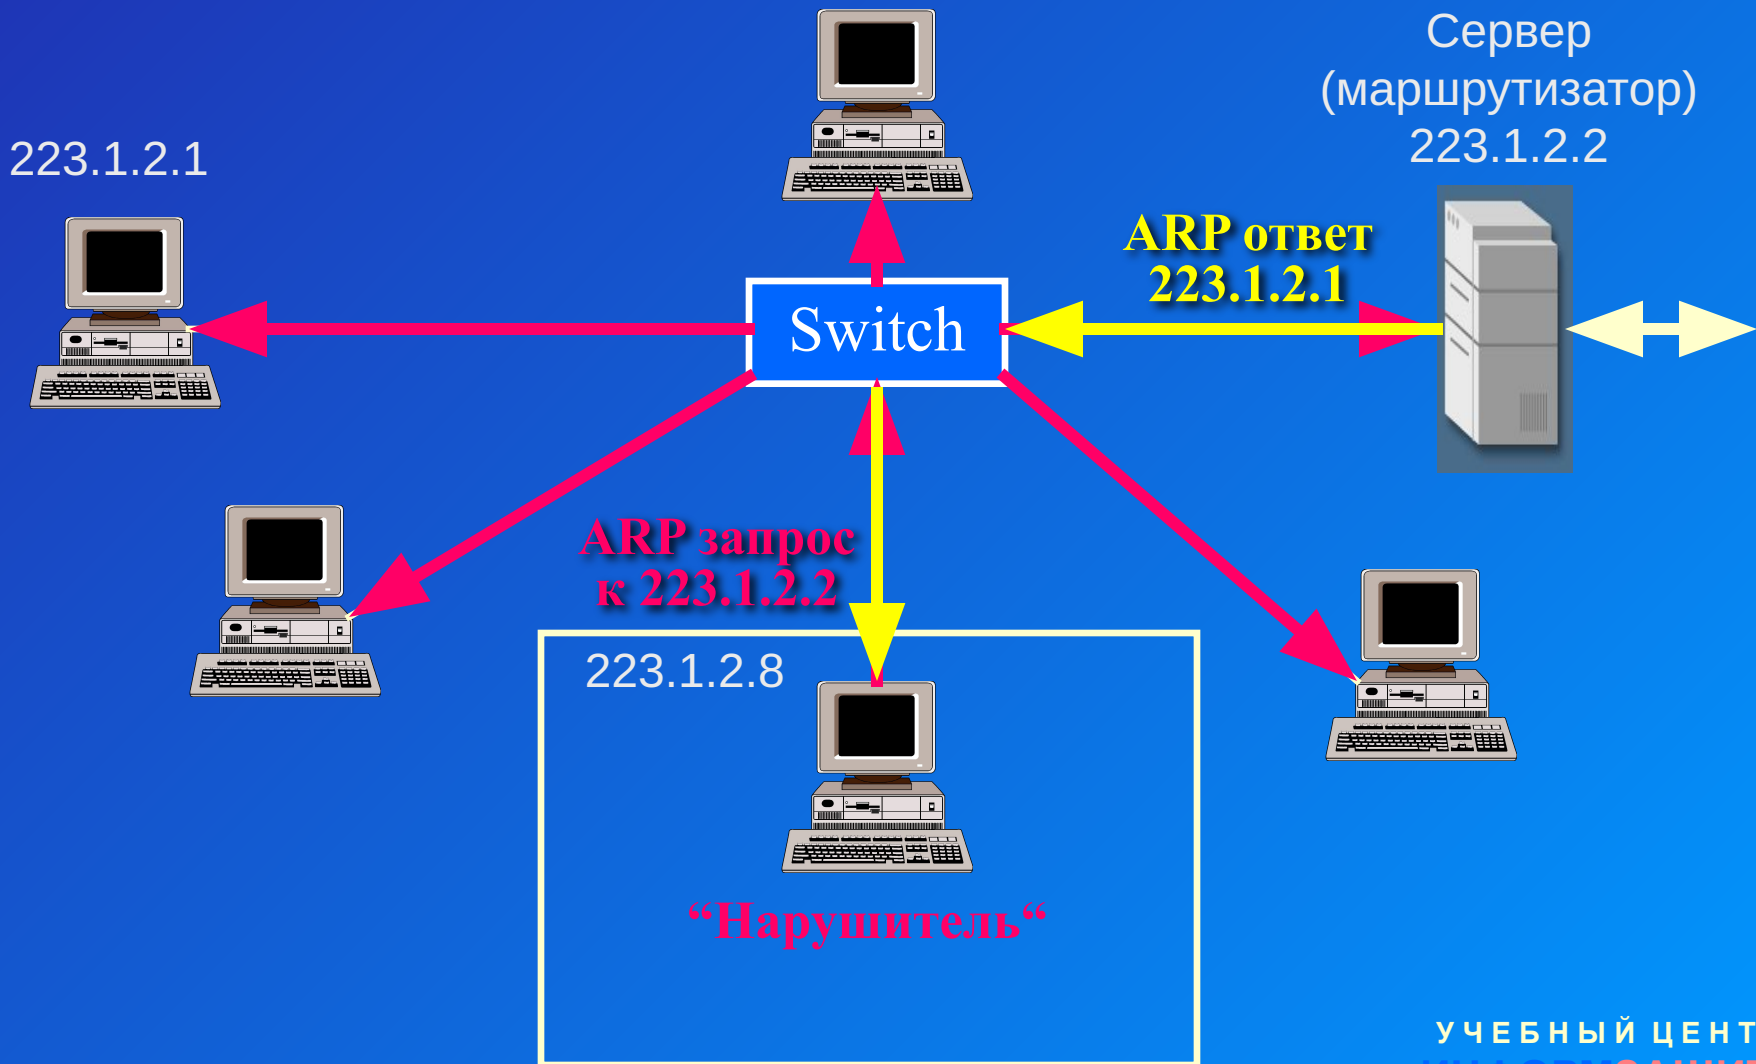 Сервер
(маршрутизатор)
223.1.2.2
223.1.2.1
ARP ответ
223.1.2.1
Switch
ARP запрос
к 223.1.2.2
223.1.2.8
“Нарушитель“
УЧЕБНЫЙ ЦЕНТ